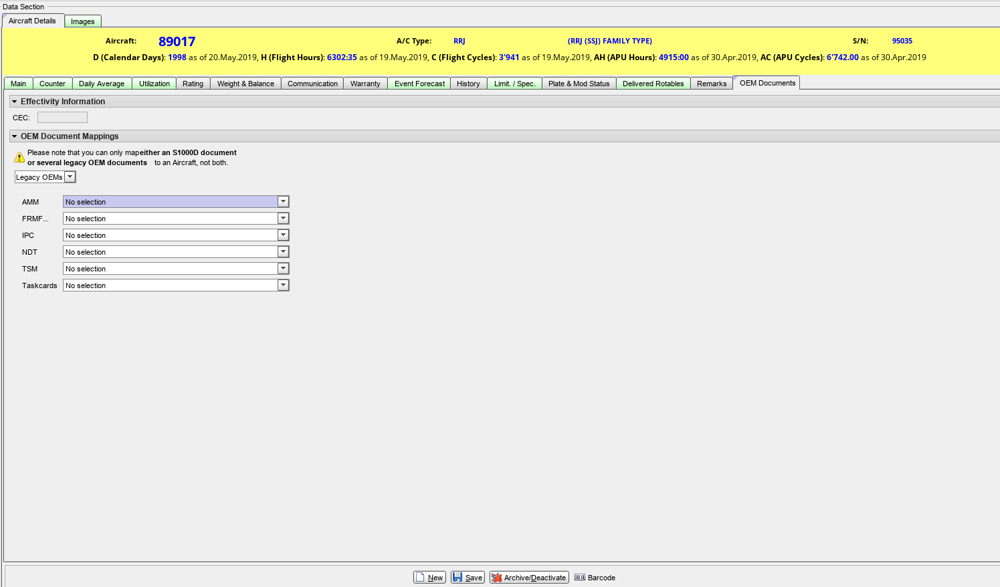 Data Section
Aircraft Details Images
Aircraft: 89017 A/C Type: RRJ (RRJ (SSJ) FAMILY TYPE) S/N: 95035
D (Calendar Days): 1998 as of 20.May.2019, H (Flight Hours): 6302:35 as of 19.May.2019, C (Flight Cycles): 3'941 as of 19.May.2019, AH (APU Hours): 4915:00 as of 30.Apr.2019, AC (APU Cycles): 6'742.00 as of 30.Apr.2019
Main Counter Daily Average Utilization Rating Weight & Balance Communication Warranty Event Forecast History Limit. / Spec. Plate & Mod Status Delivered Rotables Remarks OEM Documents
Effectivity Information
CEC:
OEM Document Mappings
Please note that you can only map either an S1000D document
or several legacy OEM documents to an Aircraft, not both.
Legacy OEMs
AMM No selection
FRMF... No selection
IPC No selection
NDT No selection
TSM No selection
Taskcards No selection
New Save Archive/Deactivate Barcode